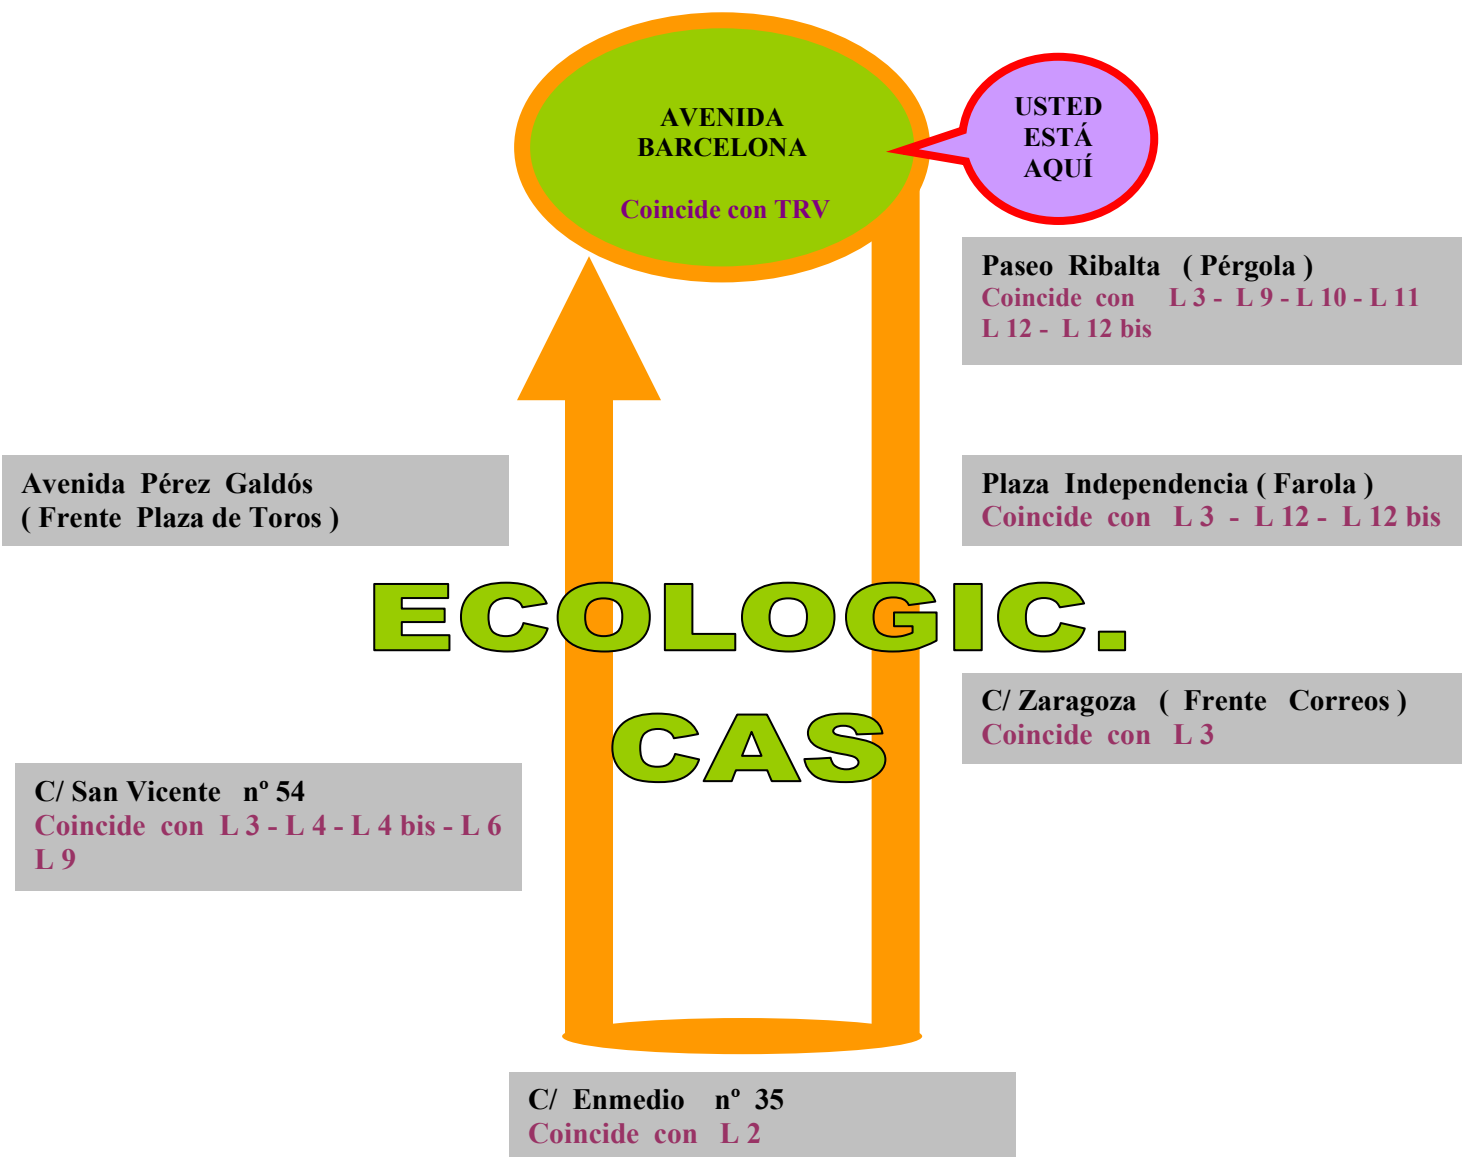 AVENIDA
BARCELONA
Coincide con TRV
USTED
ESTÁ
AQUÍ
Paseo Ribalta ( Pérgola )
Coincide con L 3 - L 9 - L 10 - L 11
L 12 - L 12 bis
Avenida Pérez Galdós
( Frente Plaza de Toros )
Plaza Independencia ( Farola )
Coincide con L 3 - L 12 - L 12 bis
ECOLOGIC.
CAS
C/ Zaragoza ( Frente Correos )
Coincide con L 3
C/ San Vicente nº 54
Coincide con L 3 - L 4 - L 4 bis - L 6
L 9
C/ Enmedio nº 35
Coincide con L 2